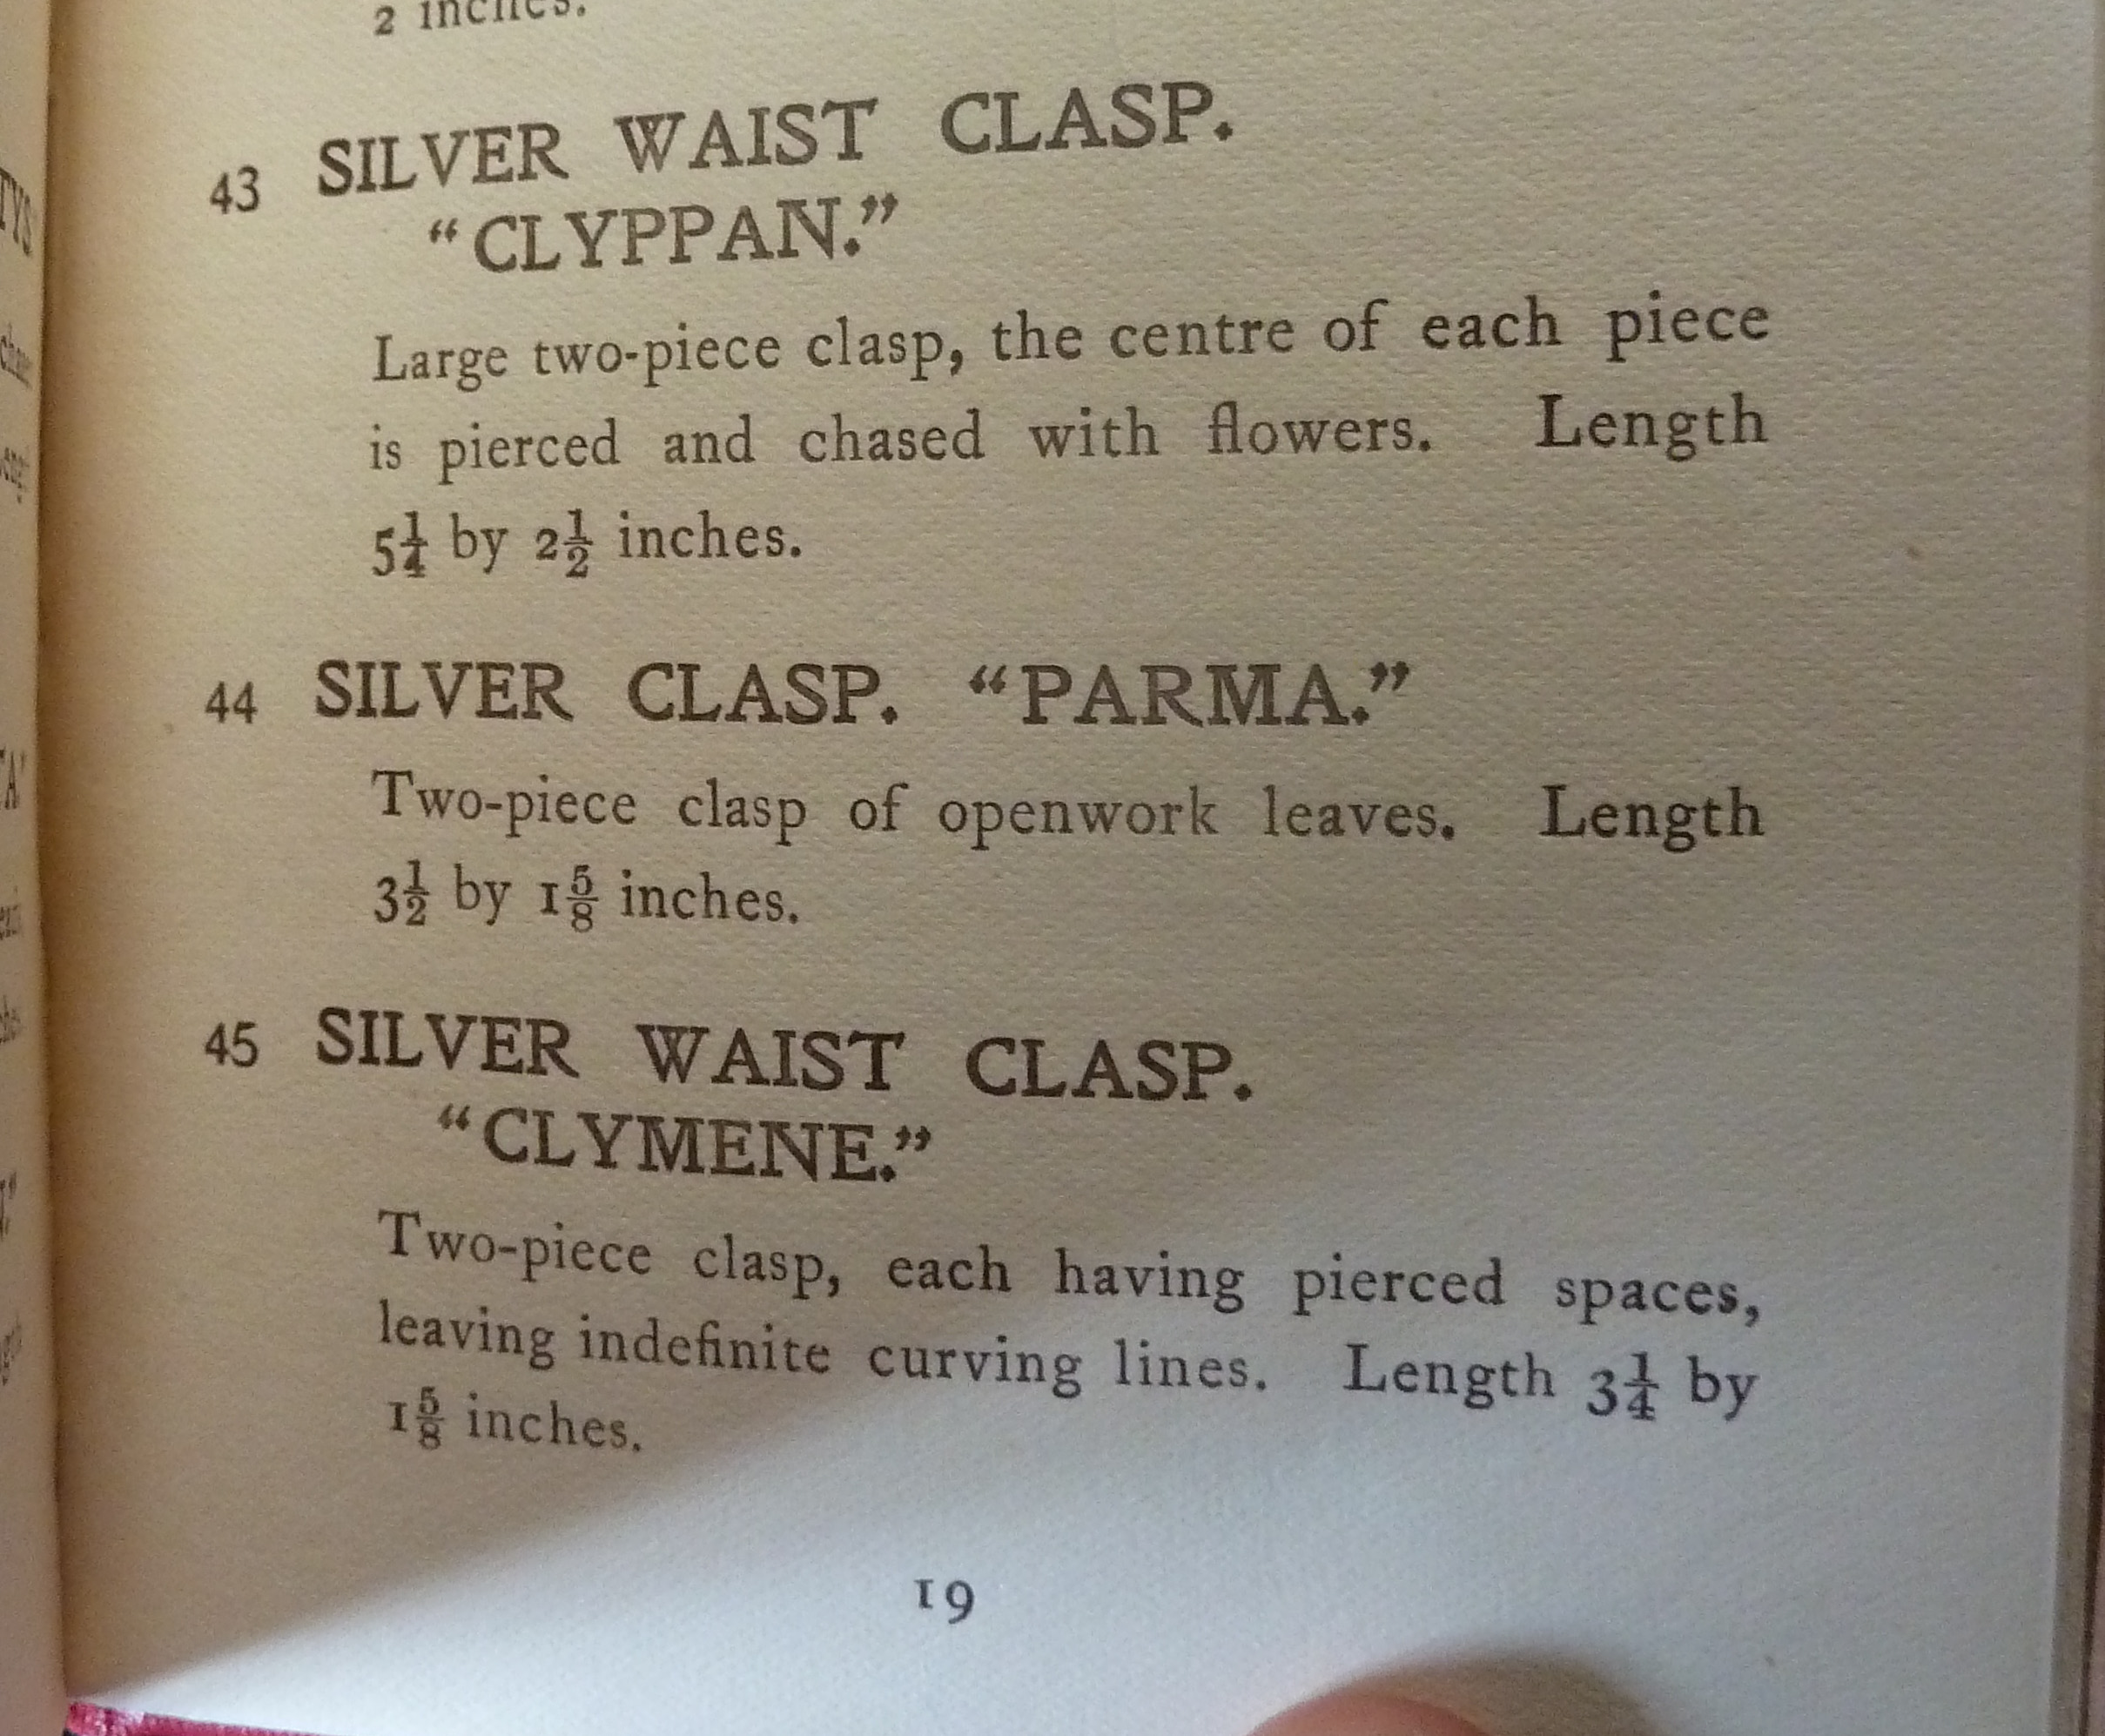 2 inches.
43 SILVER WAIST CLASP.
“CLYPPAN.”
Large two-piece clasp, the centre of each piece
is pierced and chased with flowers. Length
5¼ by 2½ inches.
44 SILVER CLASP. “PARMA.”
Two-piece clasp of openwork leaves. Length
3½ by 1⅝ inches.
45 SILVER WAIST CLASP.
“CLYMENE.”
Two-piece clasp, each having pierced spaces,
leaving indefinite curving lines. Length 3¼ by
1⅝ inches.
19